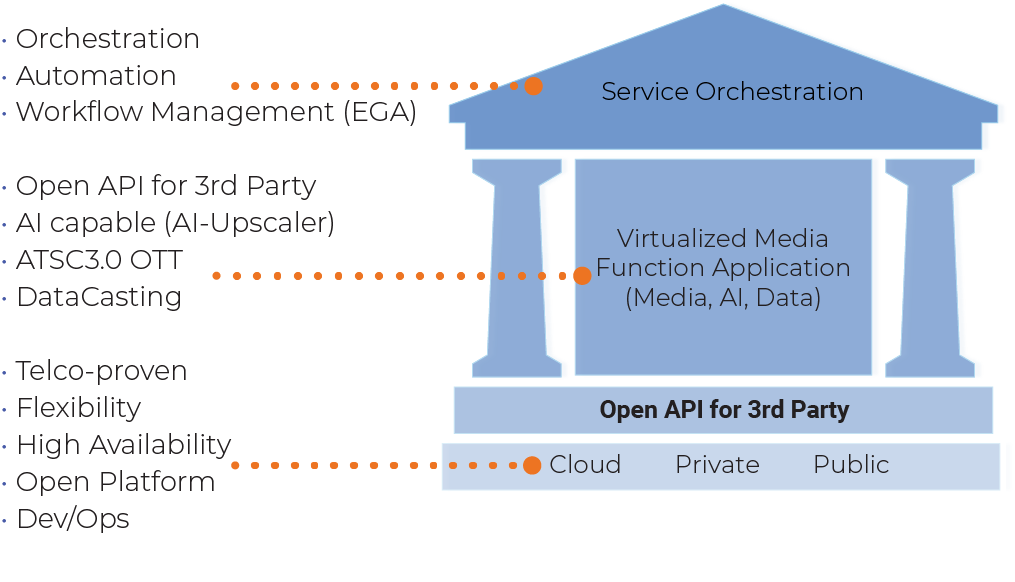 · Orchestration
· Automation
· Workflow Management (EGA)
· Open API for 3rd Party
· AI capable (AI-Upscaler)
· ATSC3.0 OTT
· DataCasting
· Telco-proven
· Flexibility
· High Availability
· Open Platform
· Dev/Ops
Service Orchestration
Virtualized Media
Function Application
(Media, AI, Data)
Open API for 3rd Party
Cloud Private Public